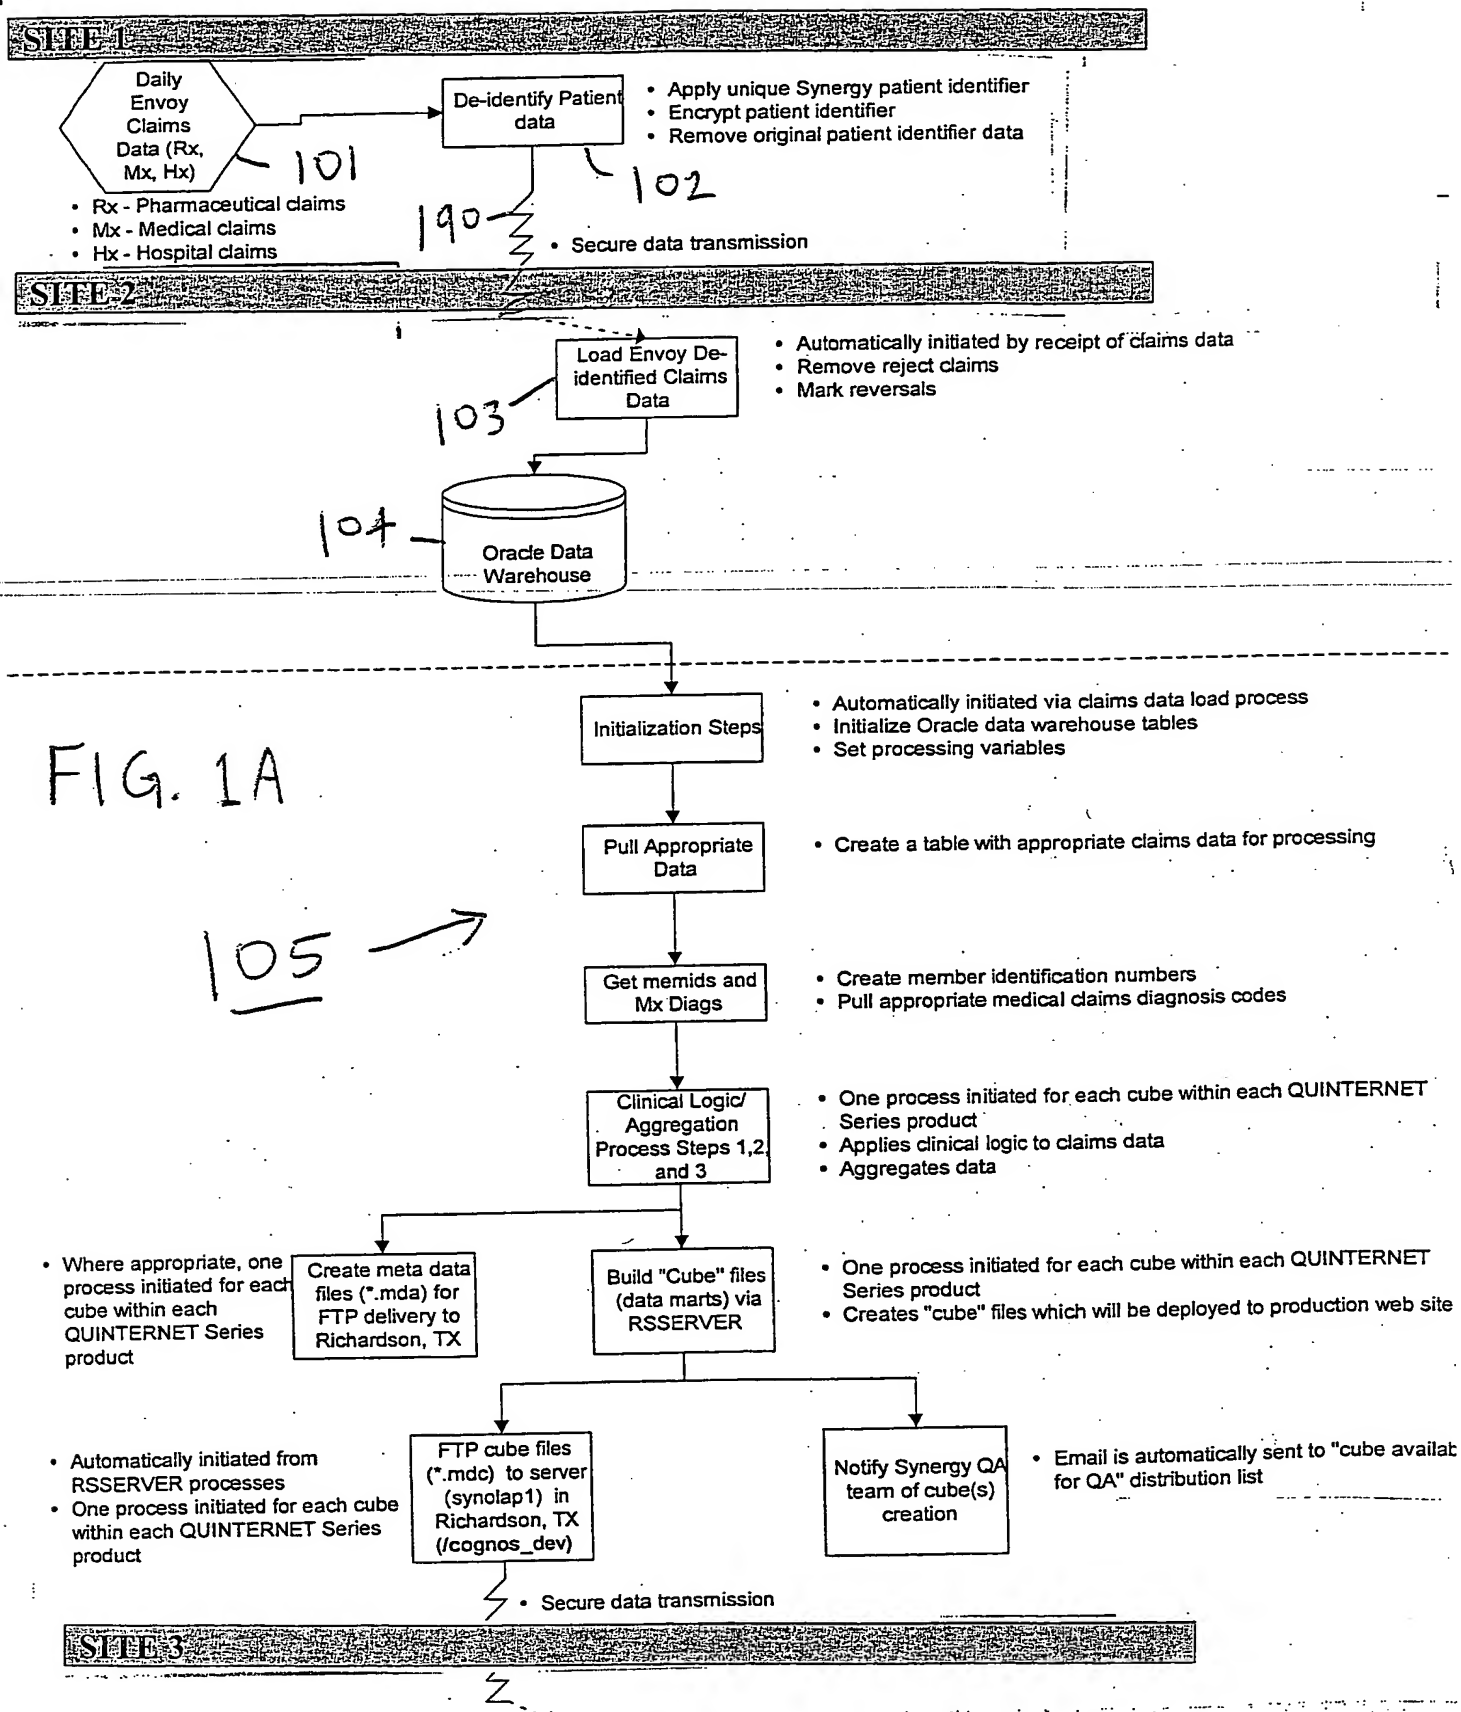 SITE 1
Daily
Envoy
Claims
Data (Rx,
Mx, Hx)
101
De-identify Patient
data
102
• Apply unique Synergy patient identifier
• Encrypt patient identifier
• Remove original patient identifier data
• Rx - Pharmaceutical claims
• Mx - Medical claims
• Hx - Hospital claims
190
• Secure data transmission
SITE 2
Load Envoy De-
identified Claims
Data
103
• Automatically initiated by receipt of claims data
• Remove reject claims
• Mark reversals
104
Oracle Data
Warehouse
Initialization Steps
• Automatically initiated via claims data load process
• Initialize Oracle data warehouse tables
• Set processing variables
FIG. 1A
Pull Appropriate
Data
• Create a table with appropriate claims data for processing
105
Get memids and
Mx Diags
• Create member identification numbers
• Pull appropriate medical claims diagnosis codes
Clinical Logic/
Aggregation
Process Steps 1,2,
and 3
• One process initiated for each cube within each QUINTERNET
Series product
• Applies clinical logic to claims data
• Aggregates data
• Where appropriate, one
process initiated for each
cube within each
QUINTERNET Series
product
Create meta data
files (*.mda) for
FTP delivery to
Richardson, TX
Build "Cube" files
(data marts) via
RSSERVER
• One process initiated for each cube within each QUINTERNET
Series product
• Creates "cube" files which will be deployed to production web site
• Automatically initiated from
RSSERVER processes
• One process initiated for each cube
within each QUINTERNET Series
product
FTP cube files
(*.mdc) to server
(synolap1) in
Richardson, TX
(/cognos_dev)
Notify Synergy QA
team of cube(s)
creation
• Email is automatically sent to "cube availab
for QA" distribution list
• Secure data transmission
SITE 3